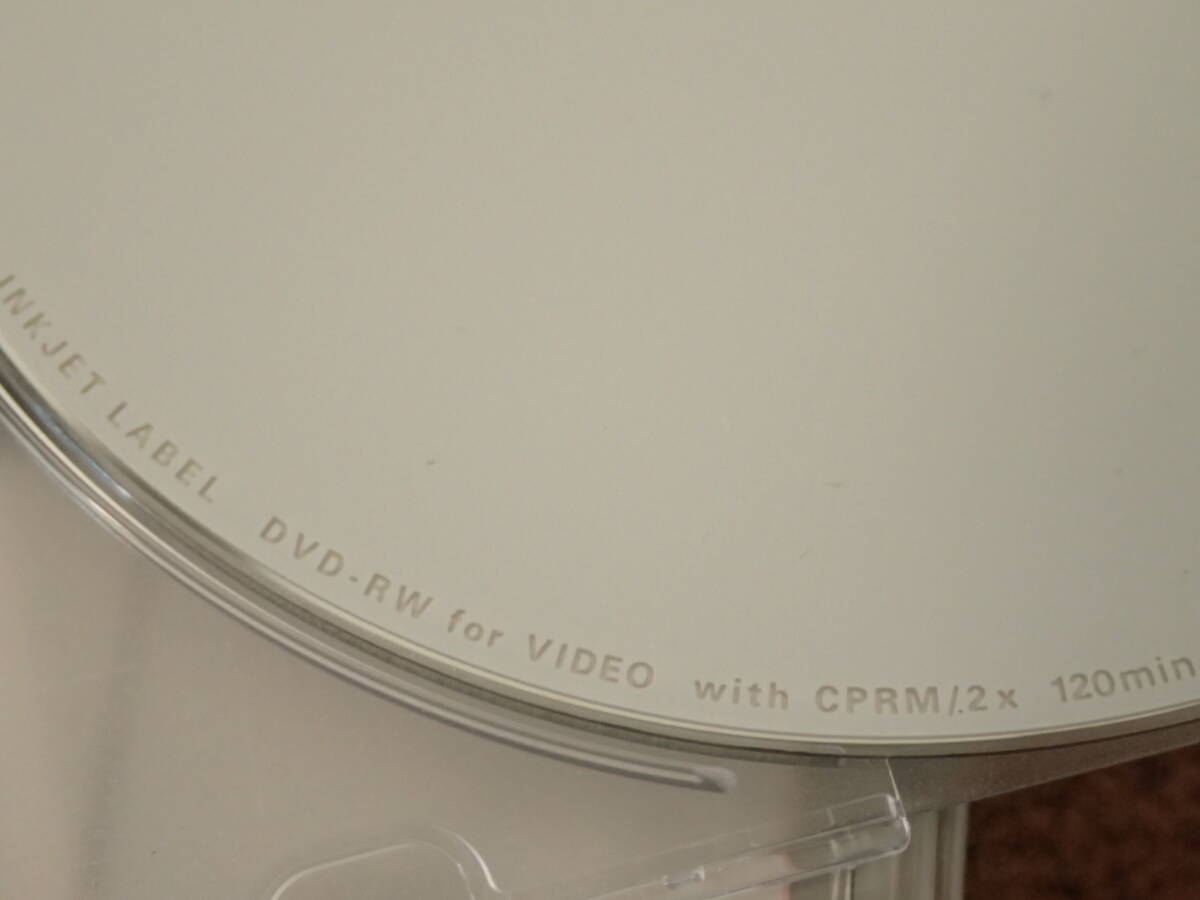 INKJET LABEL DVD-RW for VIDEO with CPRM/2x 120min